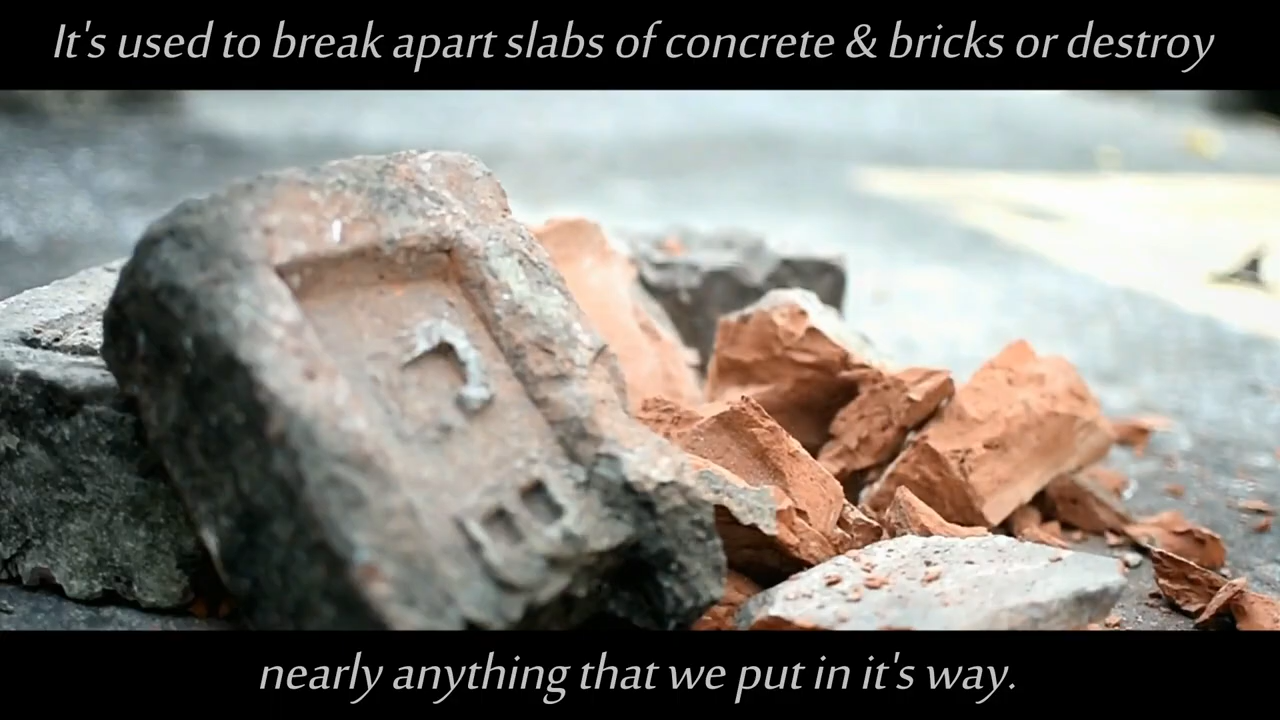 It's used to break apart slabs of concrete & bricks or destroy
nearly anything that we put in it's way.